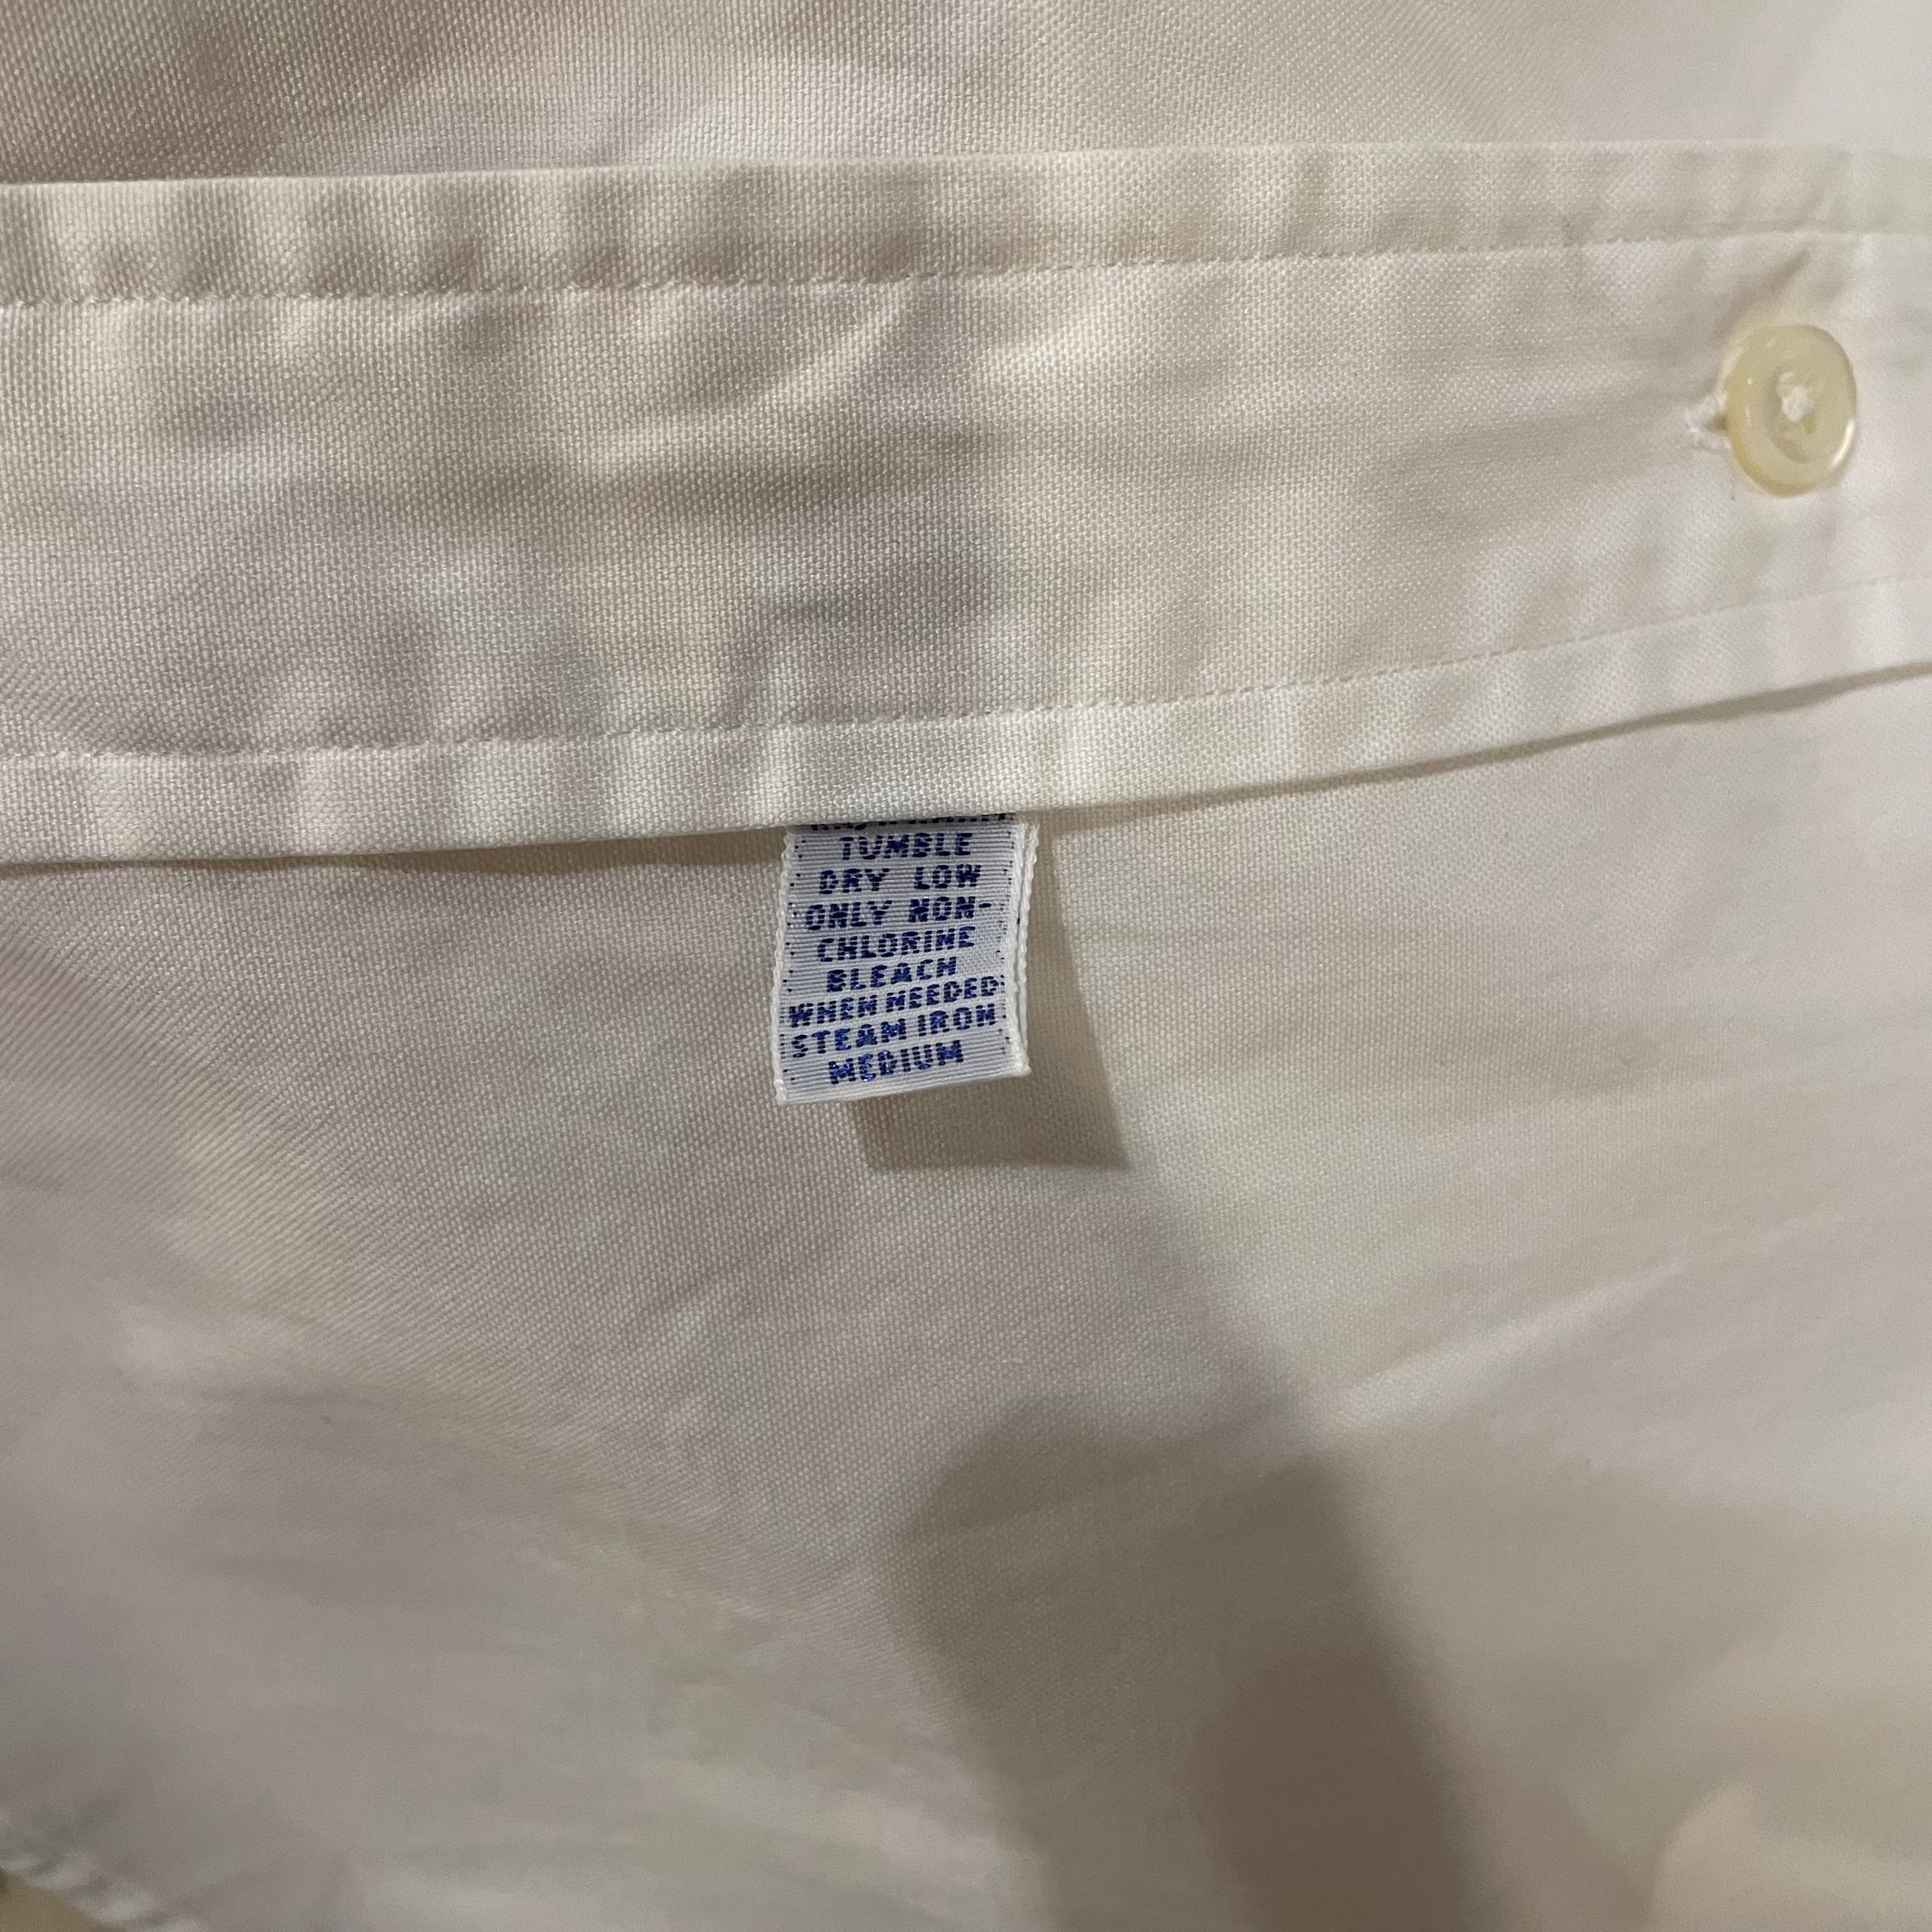 TUMBLE
DRY LOW
ONLY NON-
CHLORINE
BLEACH
WHEN NEEDED
STEAM IRON
MEDIUM